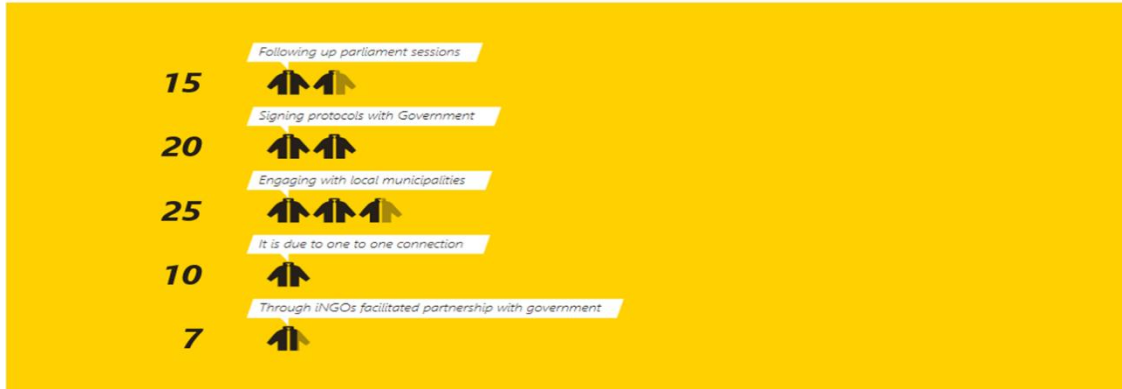 Following up parliament sessions
15
Signing protocols with Government
20
Engaging with local municipalities
25
It is due to one to one connection
10
Through iNGOs facilitated partnership with government
7